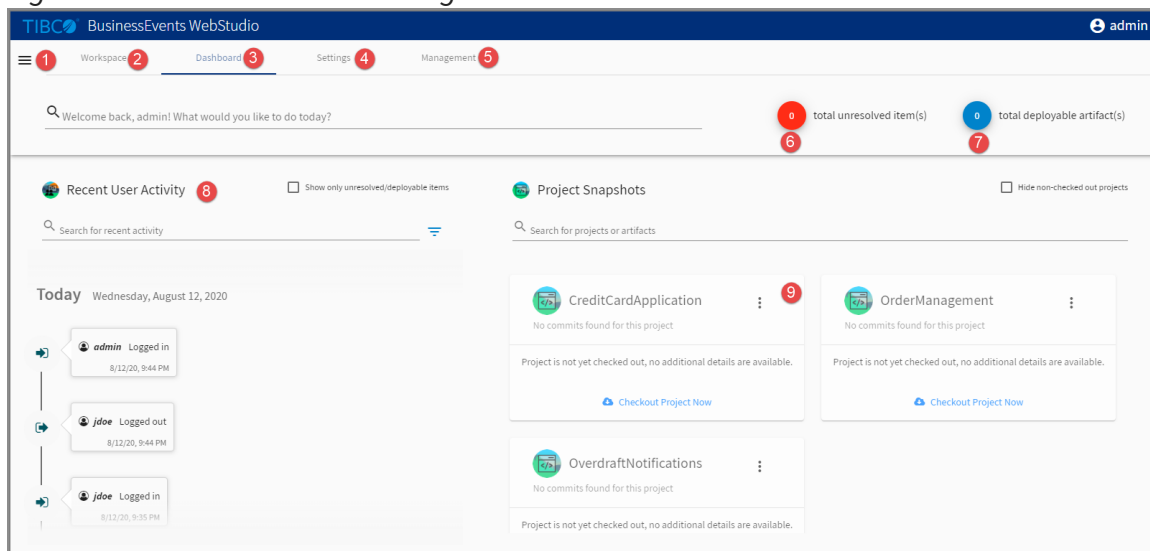 TIBCO® BusinessEvents WebStudio
admin
1 Workspace 2 Dashboard 3 Settings 4 Management 5
Welcome back, admin! What would you like to do today?
0 total unresolved item(s)
0 total deployable artifact(s)
6
7
Recent User Activity 8
Show only unresolved/deployable items
Search for recent activity
Today Wednesday, August 12, 2020
admin Logged in
8/12/20, 9:44 PM
jdoe Logged out
8/12/20, 9:44 PM
jdoe Logged in
8/12/20, 9:35 PM
Project Snapshots
Hide non-checked out projects
Search for projects or artifacts
CreditCardApplication
9
No commits found for this project
Project is not yet checked out, no additional details are available.
Checkout Project Now
OrderManagement
No commits found for this project
Project is not yet checked out, no additional details are available.
Checkout Project Now
OverdraftNotifications
No commits found for this project
Project is not yet checked out, no additional details are available.